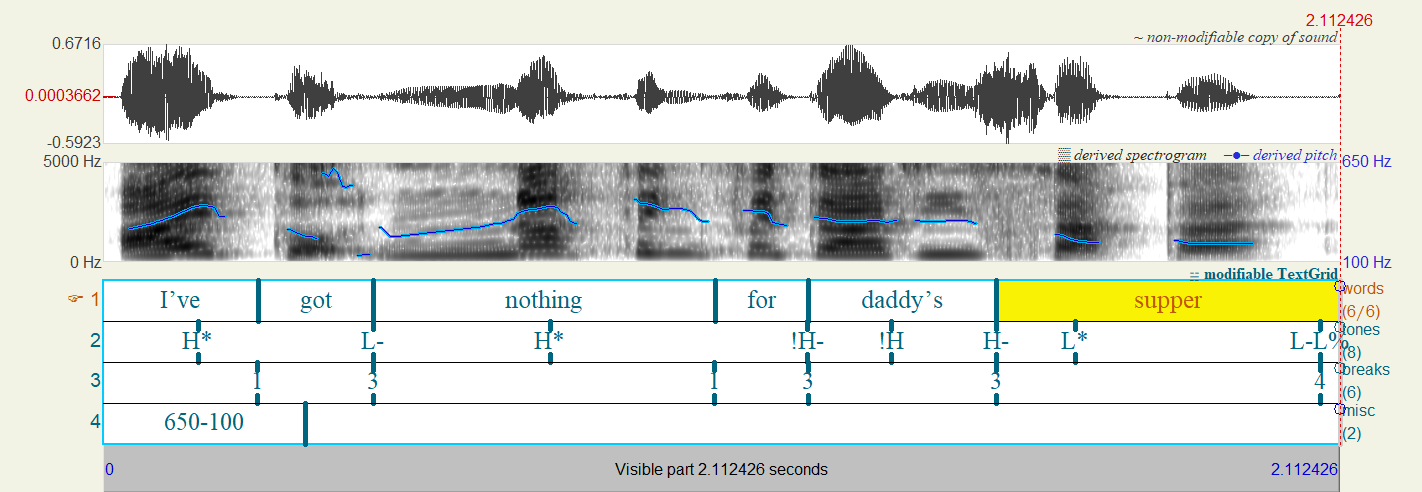 2.112426
~ non-modifiable copy of sound
0.6716
0.0003662
-0.5923
5000 Hz
derived spectrogram derived pitch 650 Hz
0 Hz 100 Hz
modifiable TextGrid
1 I've got nothing for daddy's supper words (6/6)
2 H* L- H* !H- !H H- L* L-L% tones (8)
3 1 3 1 3 3 4 breaks (6)
4 650-100 misc (2)
0 Visible part 2.112426 seconds 2.112426